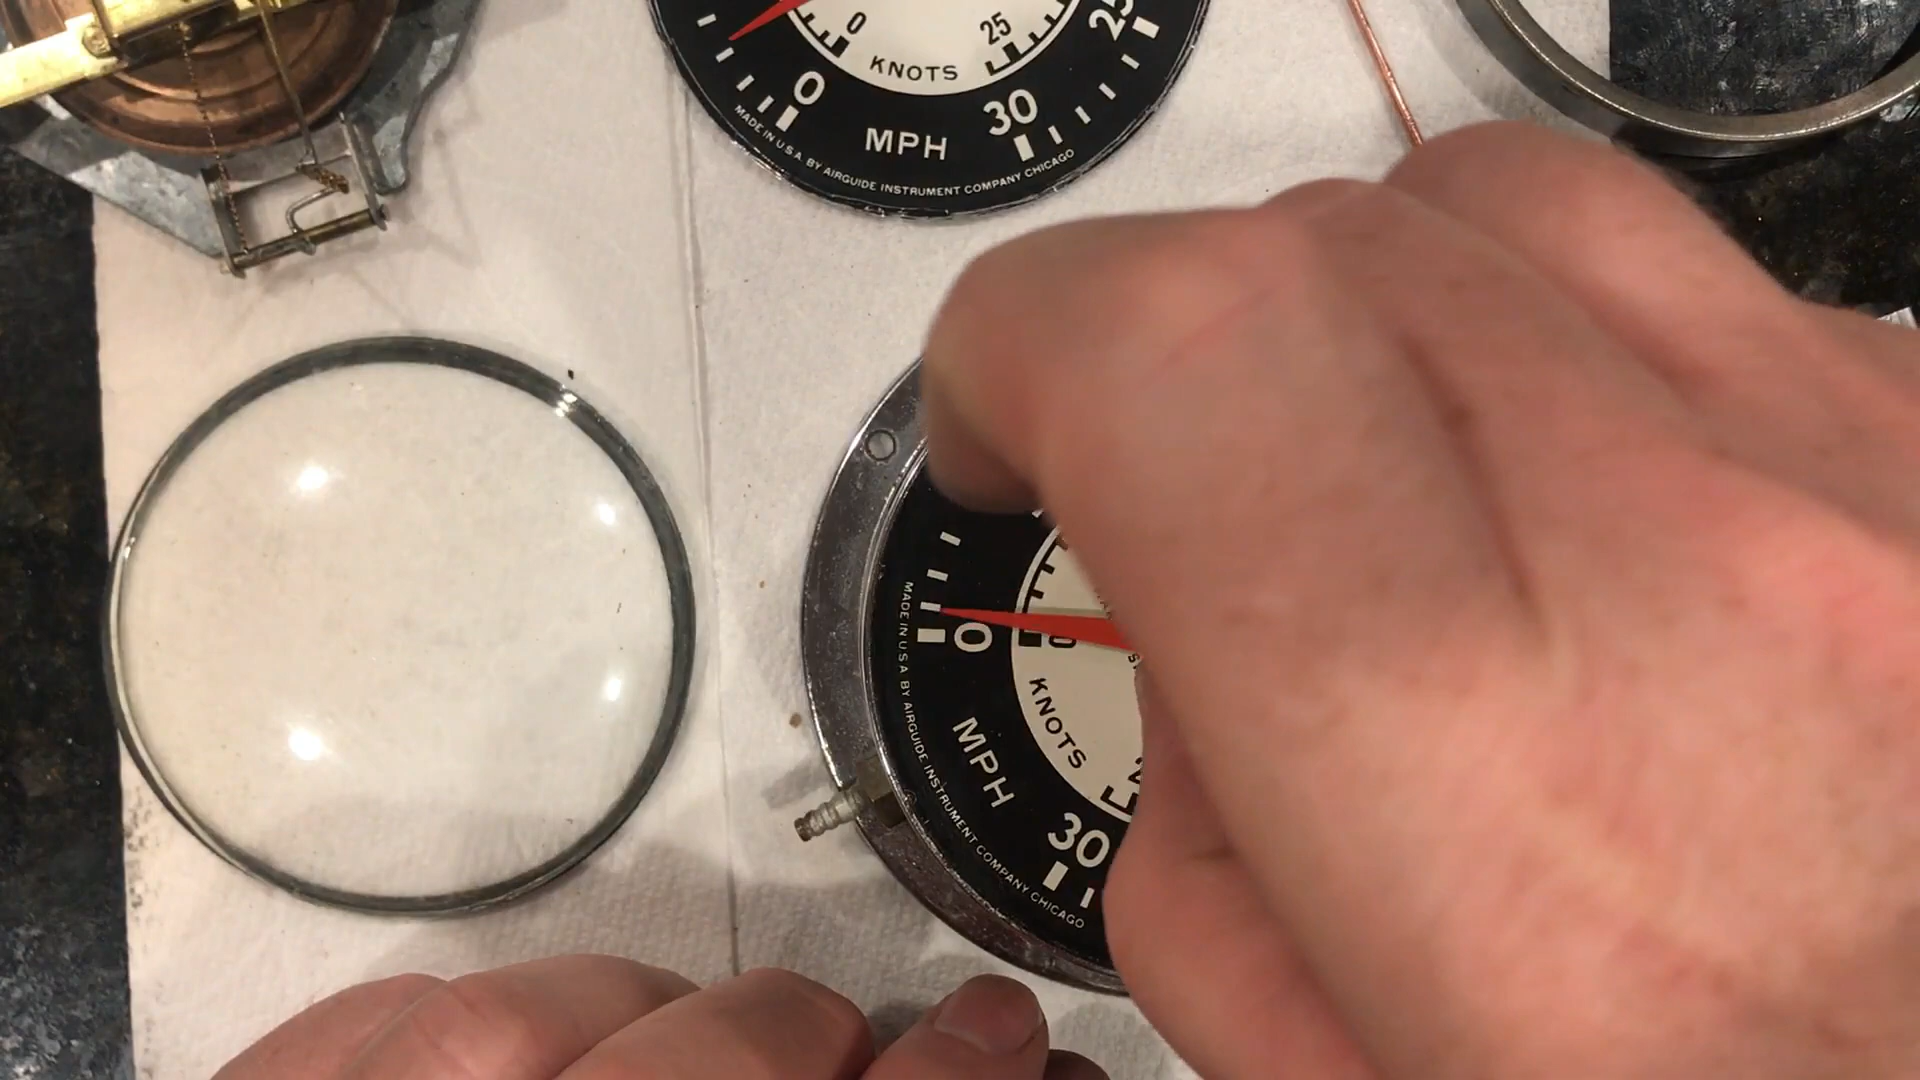 25
0
25
KNOTS
0
30
MPH
MADE IN U.S.A. BY AIRGUIDE INSTRUMENT COMPANY CHICAGO
0
0
KNOTS
MPH
30
MADE IN U.S.A. BY AIRGUIDE INSTRUMENT COMPANY CHICAGO